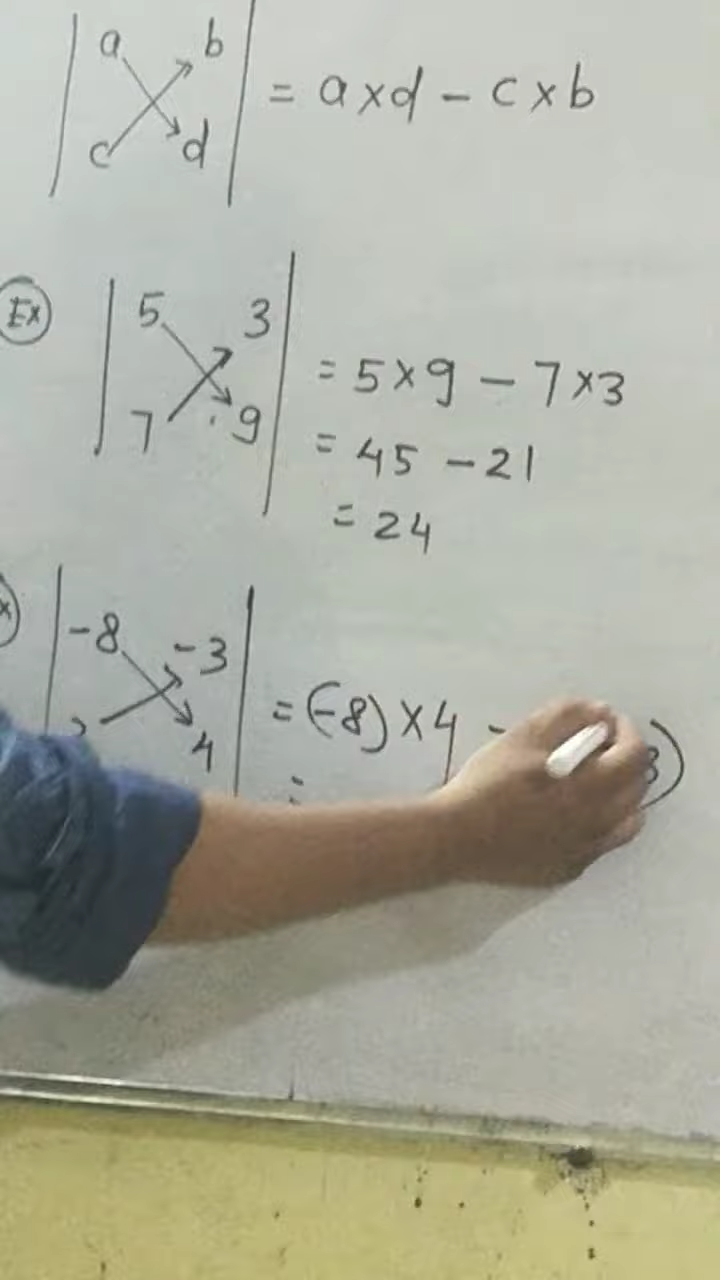 | a b | = a×d – c×b
| c d |
Ex | 5 3 | = 5×9 – 7×3
| 7 9 | = 45 – 21
= 24
| -8 -3 | = (-8)×4 -
4
=